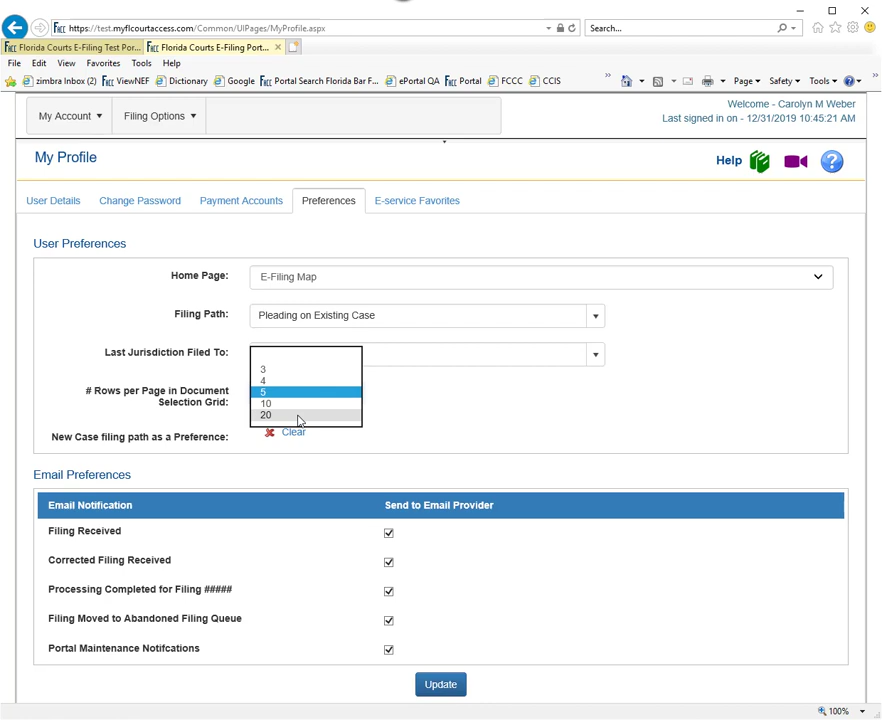 https://test.myflcourtaccess.com/Common/UIPages/MyProfile.aspx
Search...
Florida Courts E-Filing Test Por...
Florida Courts E-Filing Port...
File Edit View Favorites Tools Help
zimbra Inbox (2) ViewNEF Dictionary Google Portal Search Florida Bar F... ePortal QA Portal FCCC CCIS
Page Safety Tools
My Account Filing Options
Welcome - Carolyn M Weber
Last signed in on - 12/31/2019 10:45:21 AM
My Profile
Help
User Details Change Password Payment Accounts Preferences E-service Favorites
User Preferences
Home Page: E-Filing Map
Filing Path: Pleading on Existing Case
Last Jurisdiction Filed To:
# Rows per Page in Document
Selection Grid:
3
4
5
10
20
New Case filing path as a Preference: Clear
Email Preferences
Email Notification Send to Email Provider
Filing Received
Corrected Filing Received
Processing Completed for Filing #####
Filing Moved to Abandoned Filing Queue
Portal Maintenance Notifcations
Update
100%